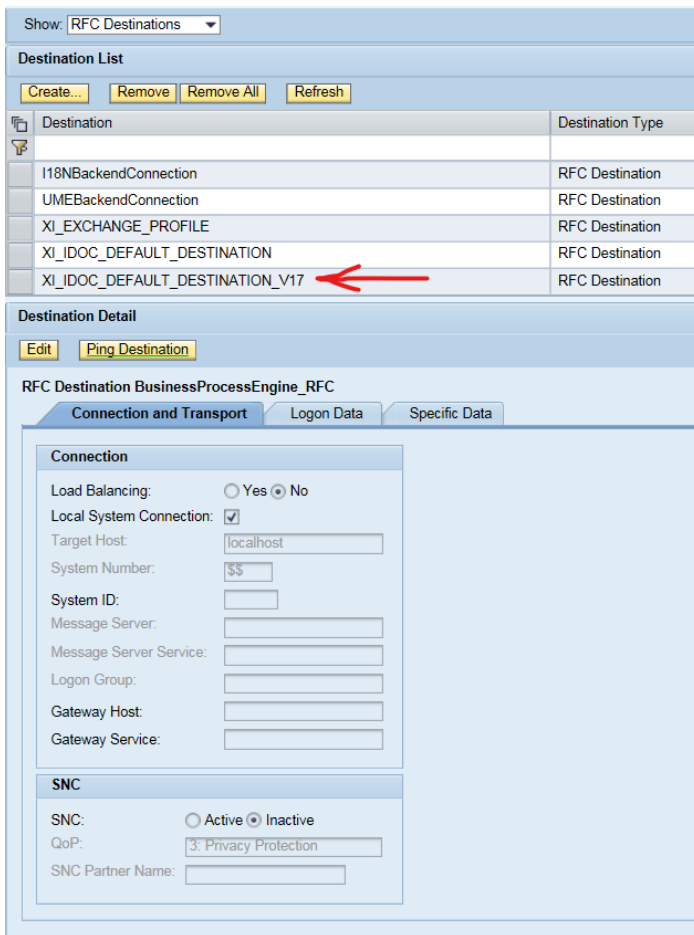 Show: RFC Destinations
Destination List
Create... Remove Remove All Refresh
Destination Destination Type
I18NBackendConnection RFC Destination
UMEBackendConnection RFC Destination
XI_EXCHANGE_PROFILE RFC Destination
XI_IDOC_DEFAULT_DESTINATION RFC Destination
XI_IDOC_DEFAULT_DESTINATION_V17 RFC Destination
Destination Detail
Edit Ping Destination
RFC Destination BusinessProcessEngine_RFC
Connection and Transport Logon Data Specific Data
Connection
Load Balancing: Yes No
Local System Connection:
Target Host: localhost
System Number: $$
System ID:
Message Server:
Message Server Service:
Logon Group:
Gateway Host:
Gateway Service:
SNC
SNC: Active Inactive
QoP: 3: Privacy Protection
SNC Partner Name: